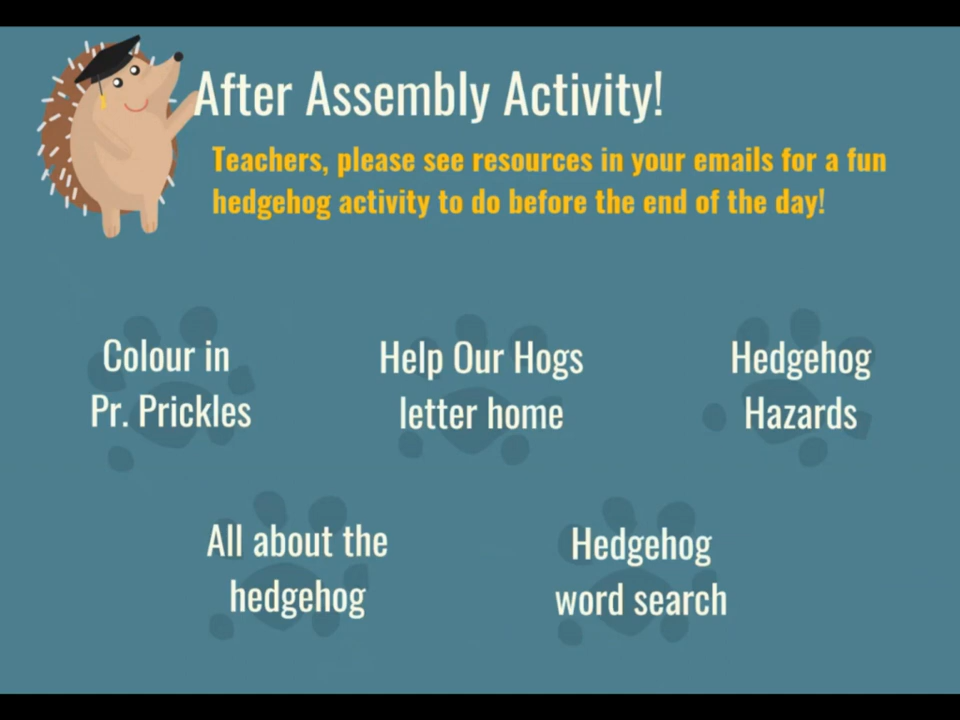 After Assembly Activity!
Teachers, please see resources in your emails for a fun
hedgehog activity to do before the end of the day!
Colour in
Pr. Prickles
Help Our Hogs
letter home
Hedgehog
Hazards
All about the
hedgehog
Hedgehog
word search